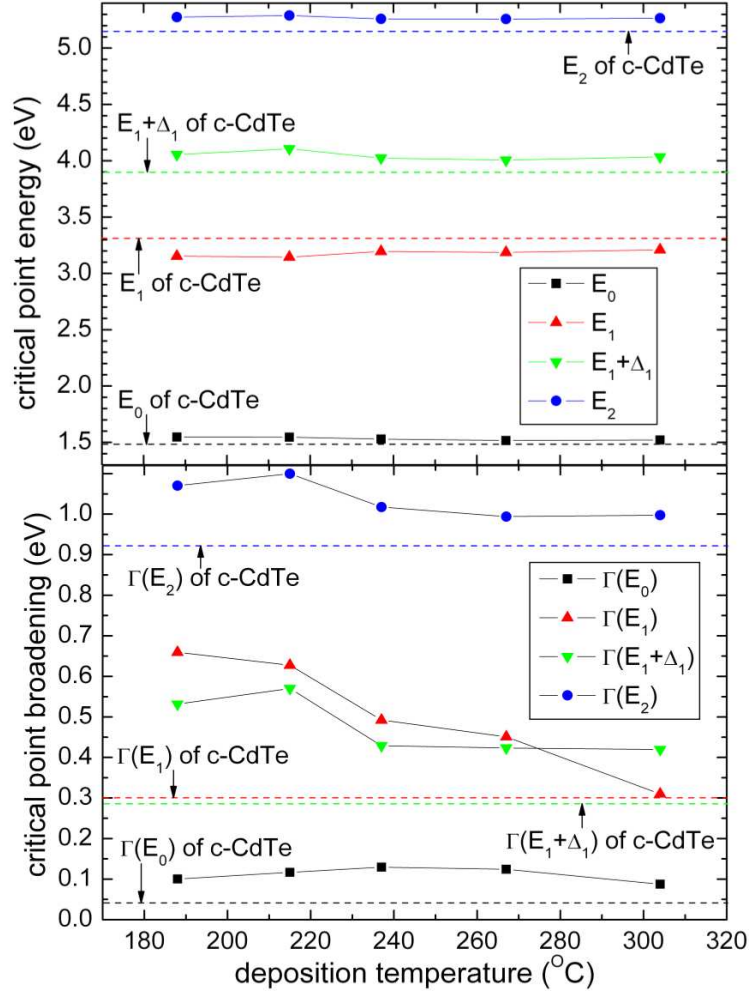 5.0
4.5
4.0
3.5
3.0
2.5
2.0
1.5
critical point energy (eV)
E₂ of c-CdTe
E₁+Δ₁ of c-CdTe
E₁ of c-CdTe
E₀ of c-CdTe
E₀
E₁
E₁+Δ₁
E₂
1.0
0.9
0.8
0.7
0.6
0.5
0.4
0.3
0.2
0.1
0.0
critical point broadening (eV)
Γ(E₂) of c-CdTe
Γ(E₀)
Γ(E₁)
Γ(E₁+Δ₁)
Γ(E₂)
Γ(E₁) of c-CdTe
Γ(E₁+Δ₁) of c-CdTe
Γ(E₀) of c-CdTe
180 200 220 240 260 280 300 320
deposition temperature (°C)